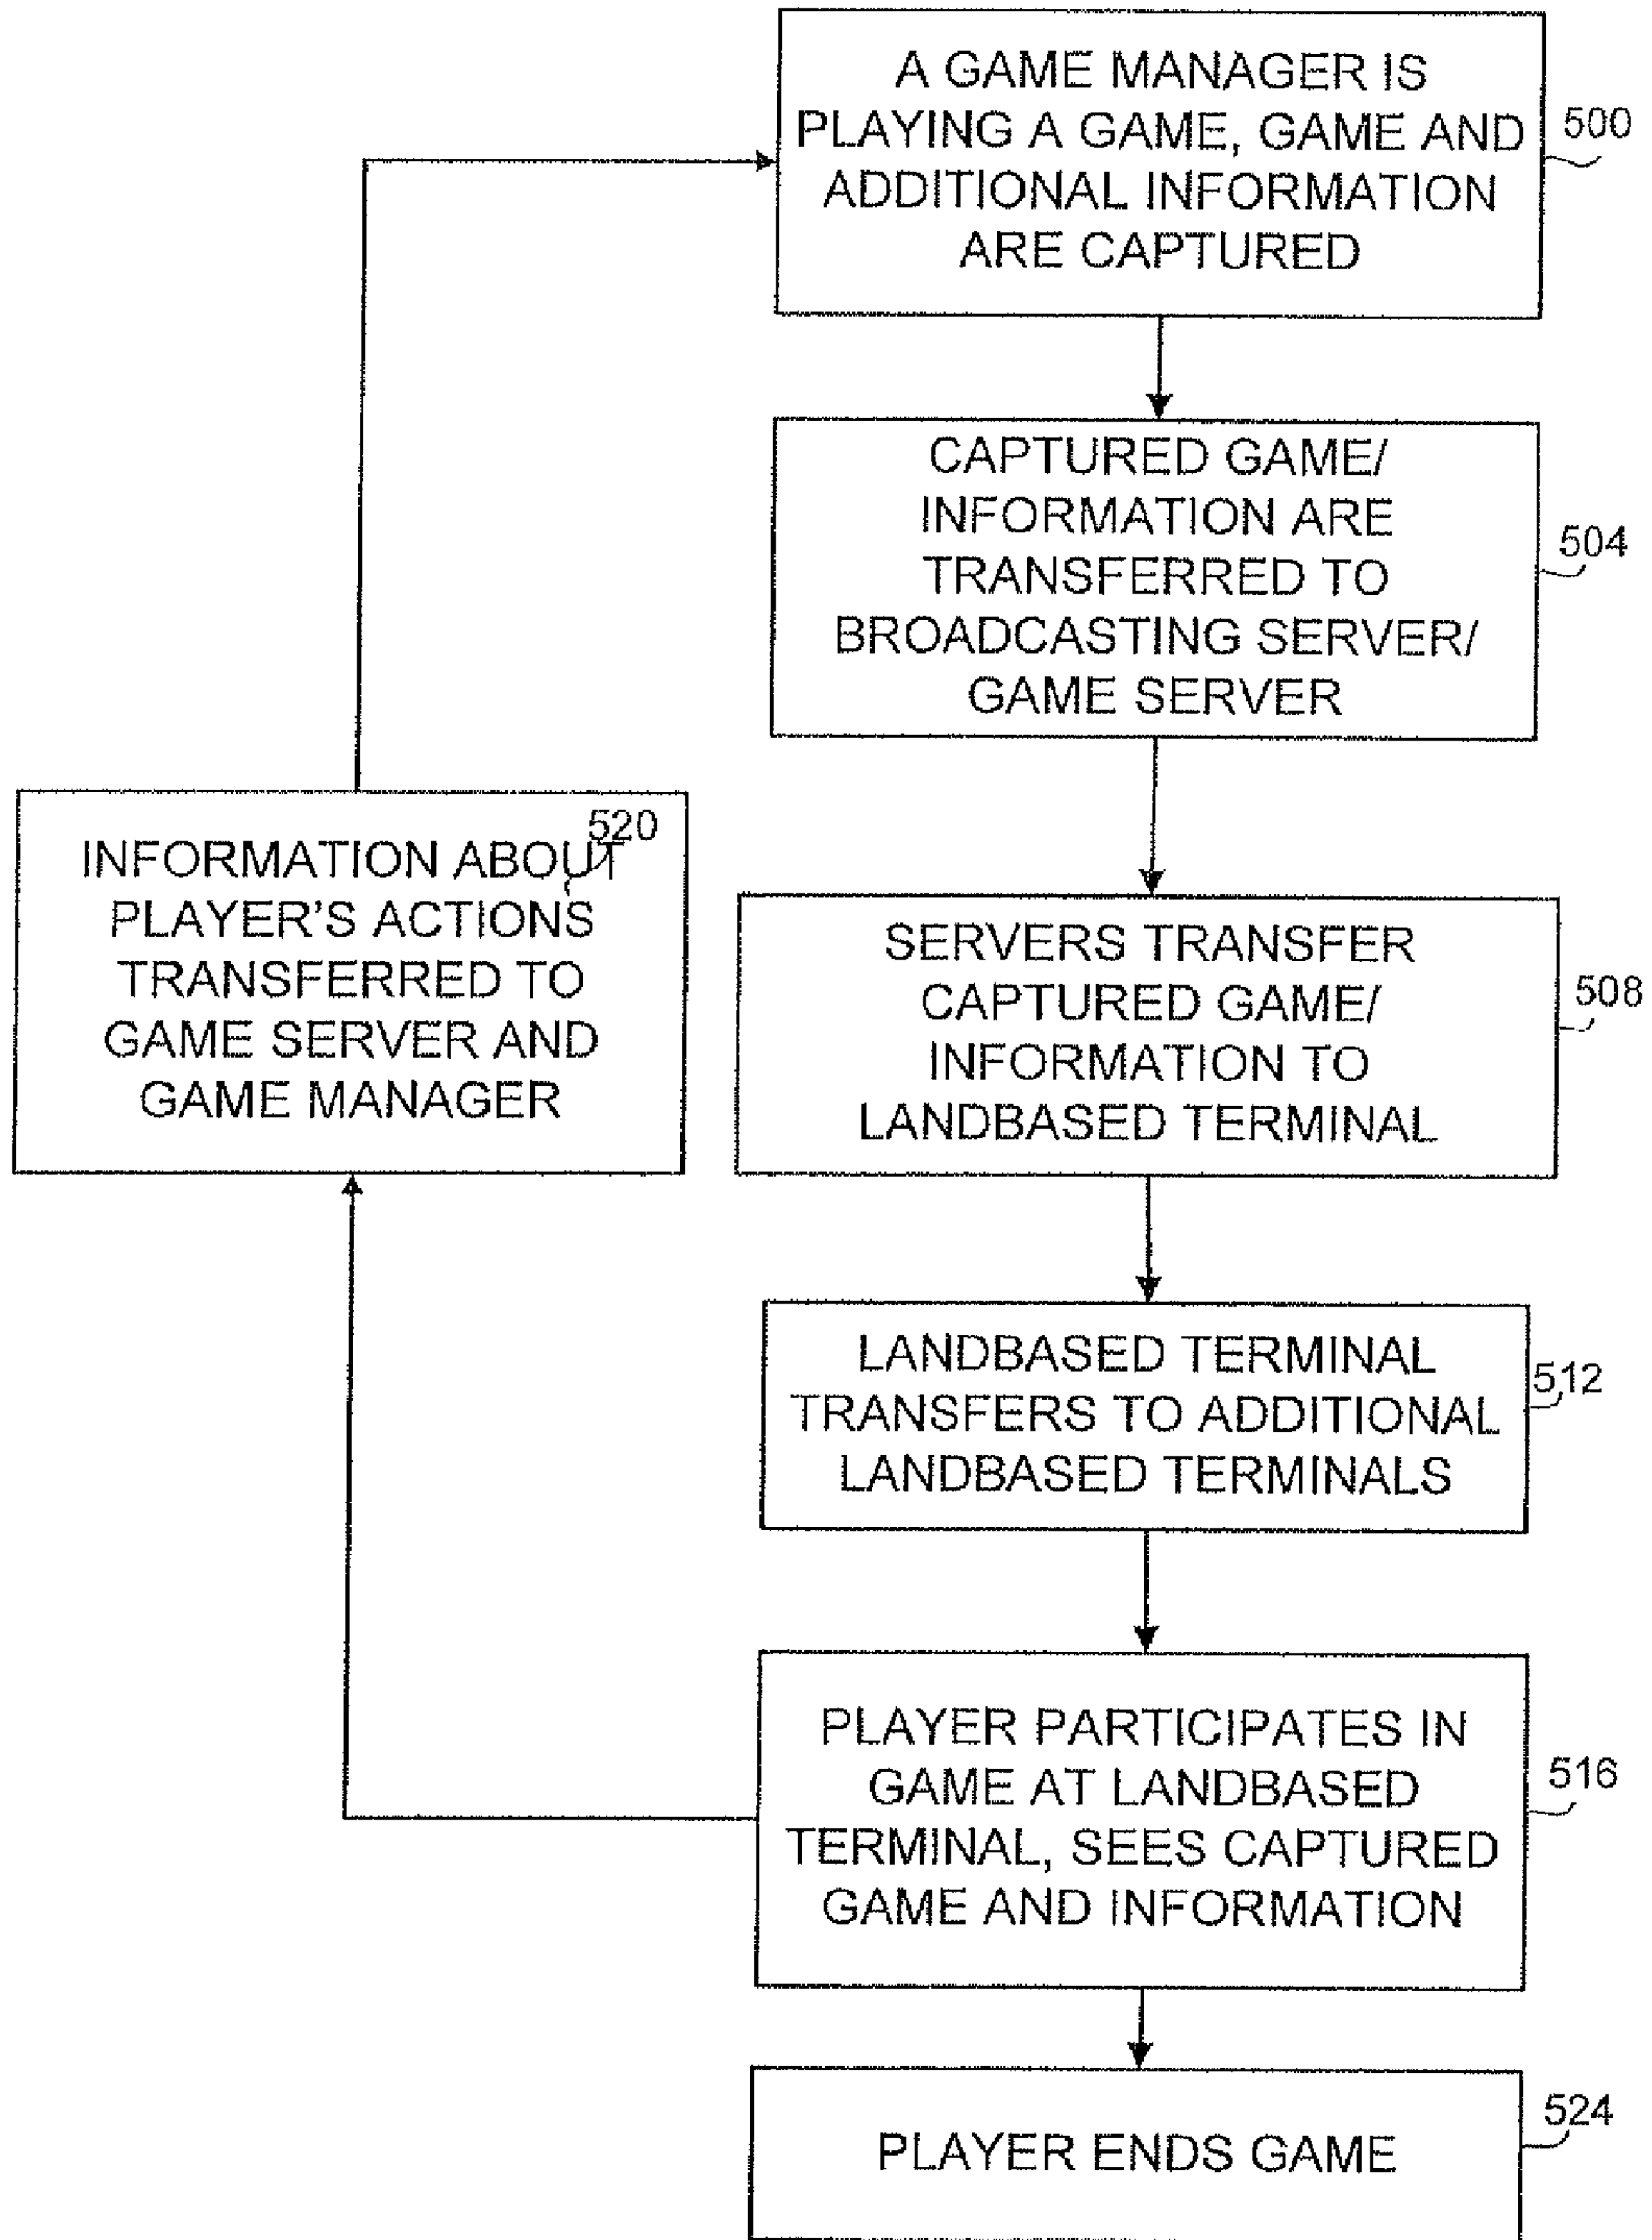 A GAME MANAGER IS
PLAYING A GAME, GAME AND
ADDITIONAL INFORMATION
ARE CAPTURED
500
CAPTURED GAME/
INFORMATION ARE
TRANSFERRED TO
BROADCASTING SERVER/
GAME SERVER
504
520
INFORMATION ABOUT
PLAYER'S ACTIONS
TRANSFERRED TO
GAME SERVER AND
GAME MANAGER
SERVERS TRANSFER
CAPTURED GAME/
INFORMATION TO
LANDBASED TERMINAL
508
LANDBASED TERMINAL
TRANSFERS TO ADDITIONAL
LANDBASED TERMINALS
512
PLAYER PARTICIPATES IN
GAME AT LANDBASED
TERMINAL, SEES CAPTURED
GAME AND INFORMATION
516
PLAYER ENDS GAME
524